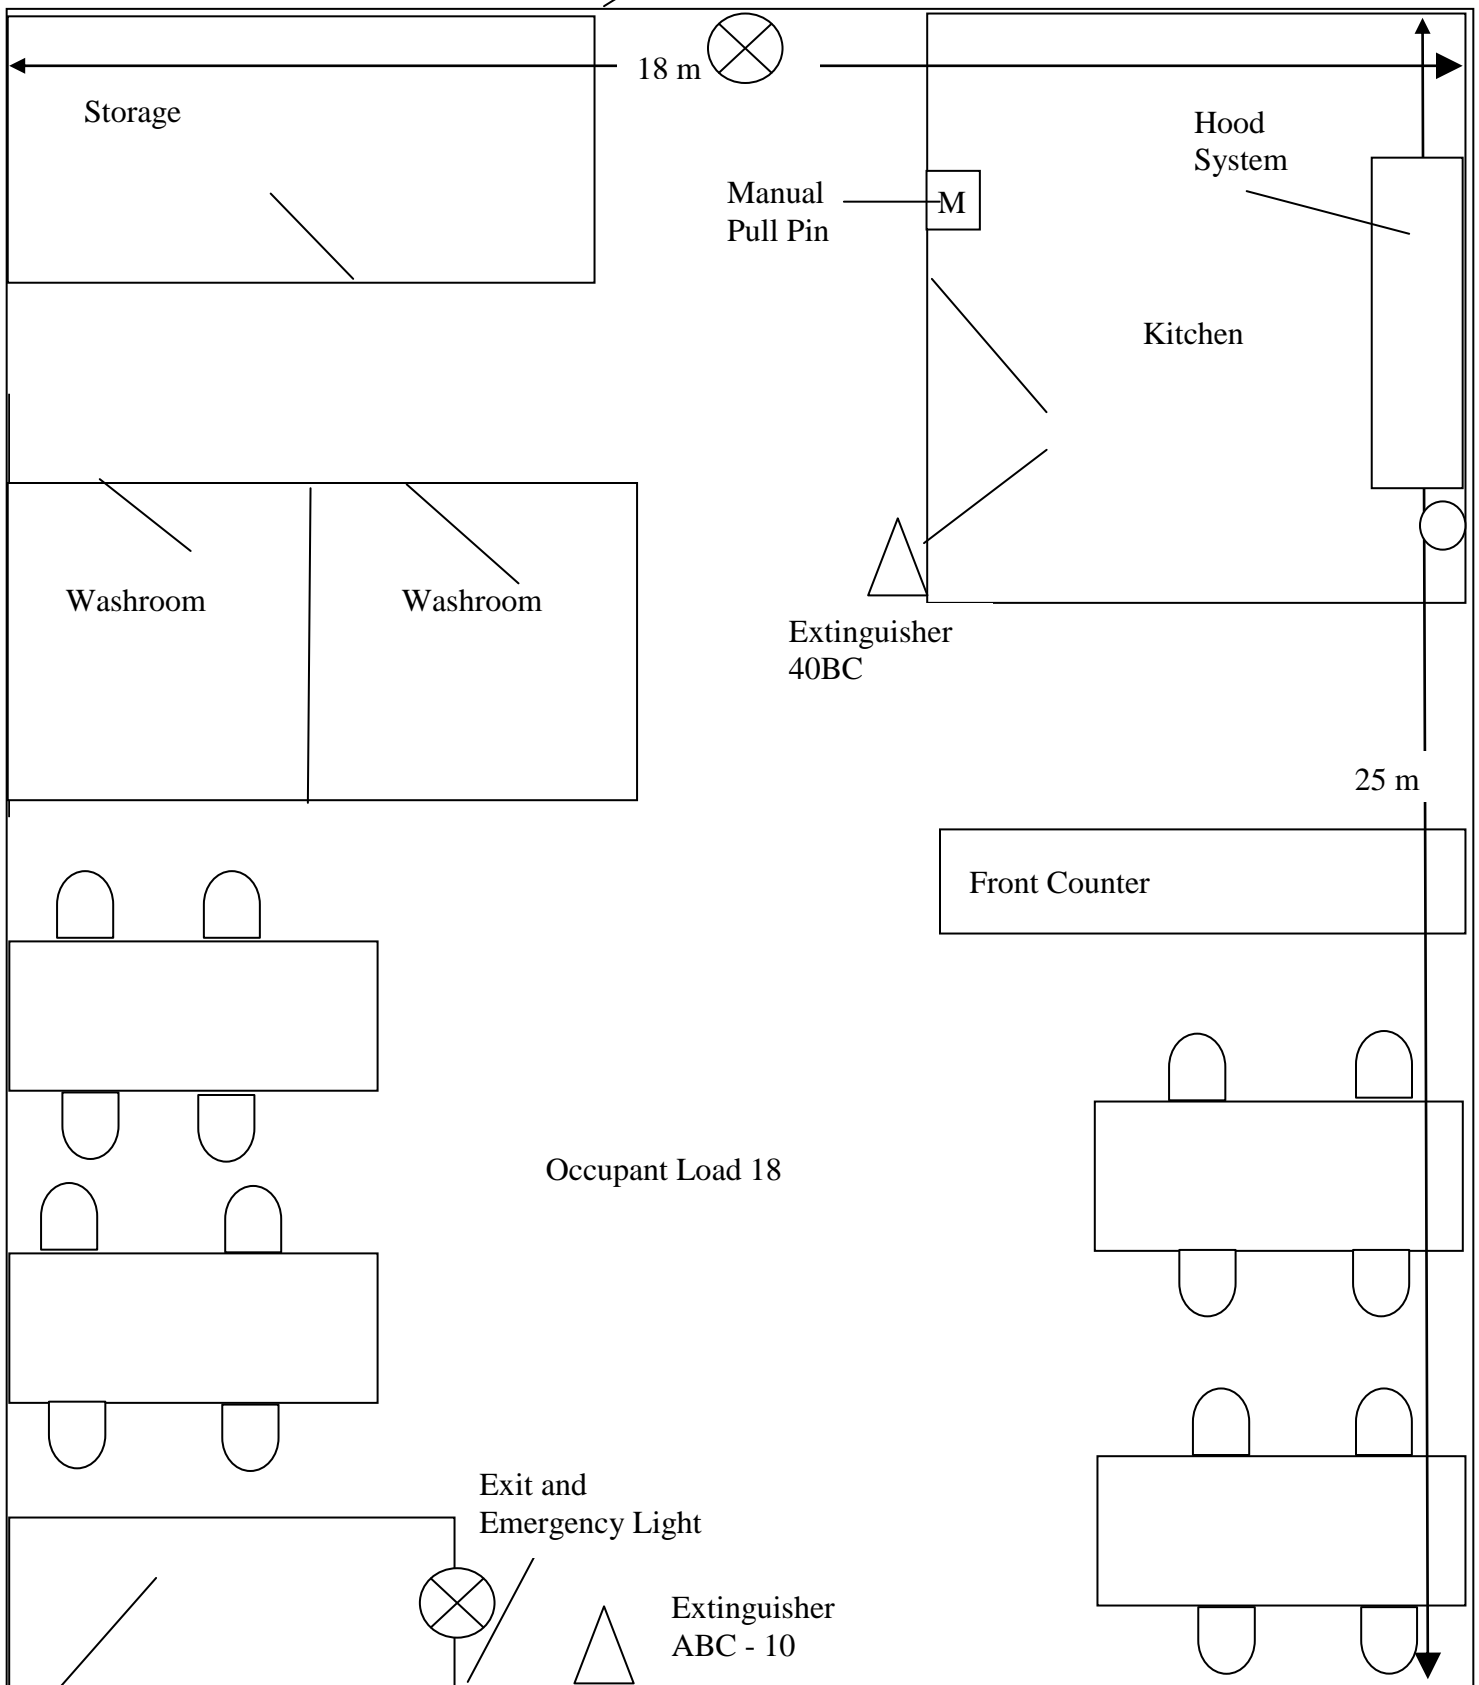 18 m
Storage
Hood
System
Manual
Pull Pin
M
Kitchen
Washroom
Washroom
Extinguisher
40BC
25 m
Front Counter
Occupant Load 18
Exit and
Emergency Light
Extinguisher
ABC - 10